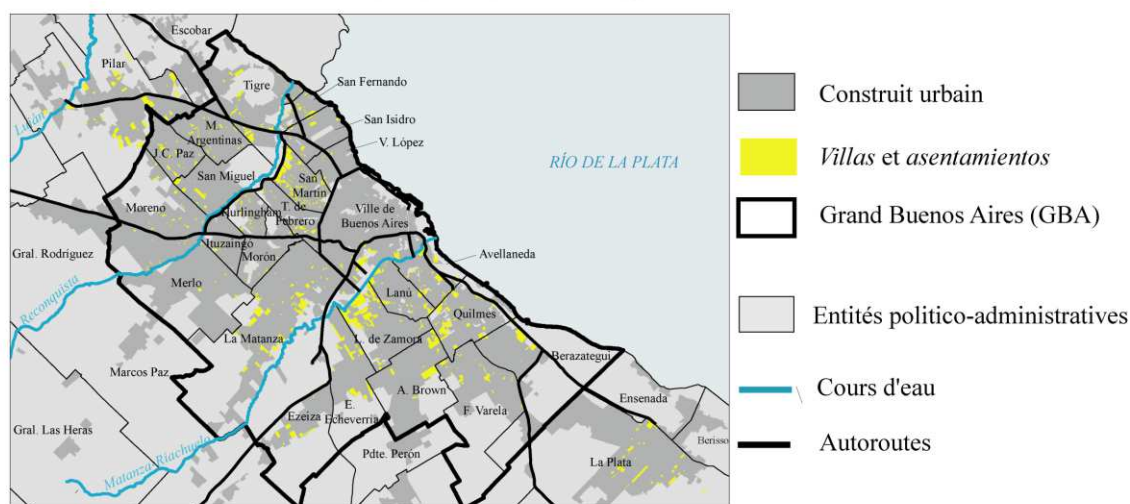 Escobar
Pilar
Tigre
San Fernando
San Isidro
V. López
Luján
M.
Argentinas
J.C. Paz
San Miguel
San
Martín
RÍO DE LA PLATA
Moreno
Hurlingham
T. de
Febrero
Ville de
Buenos Aires
Gral. Rodríguez
Ituzaingó
Morón
Avellaneda
Merlo
Lanú
Reconquista
Quilmes
La Matanza
L. de Zamora
Berazategui
Marcos Paz
A. Brown
Ensenada
Ezeiza
E.
Echeverría
F. Varela
Gral. Las Heras
Berisso
Pdte. Perón
La Plata
Matanza Riachuelo
Construit urbain
Villas et asentamientos
Grand Buenos Aires (GBA)
Entités politico-administratives
Cours d'eau
Autoroutes